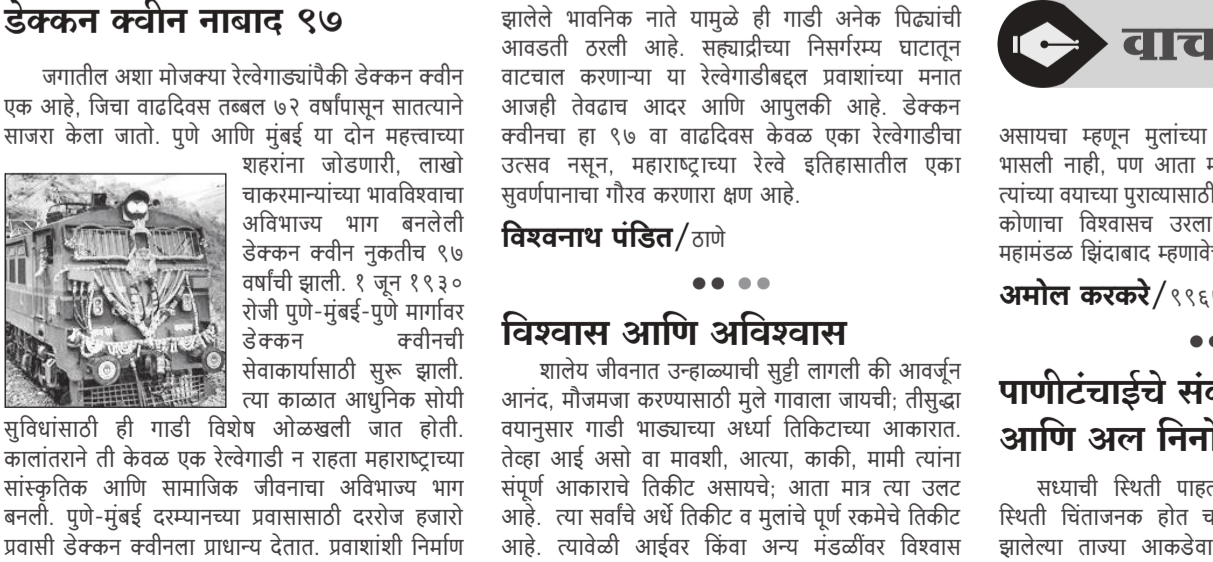 डेक्कन क्वीन नाबाद ९७
जगातील अशा मोजक्या रेल्वेगाड्यांपैकी डेक्कन क्वीन
एक आहे, जिचा वाढदिवस तब्बल ७२ वर्षांपासून सातत्याने
साजरा केला जातो. पुणे आणि मुंबई या दोन महत्त्वाच्या
शहरांना जोडणारी, लाखो
चाकरमान्यांच्या भावविश्वाचा
अविभाज्य भाग बनलेली
डेक्कन क्वीन नुकतीच ९७
वर्षांची झाली. १ जून १९३०
रोजी पुणे-मुंबई-पुणे मार्गावर
डेक्कन क्वीनची
सेवाकार्यासाठी सुरू झाली.
त्या काळात आधुनिक सोयी
सुविधांसाठी ही गाडी विशेष ओळखली जात होती.
कालांतराने ती केवळ एक रेल्वेगाडी न राहता महाराष्ट्राच्या
सांस्कृतिक आणि सामाजिक जीवनाचा अविभाज्य भाग
बनली. पुणे-मुंबई दरम्यानच्या प्रवासासाठी दररोज हजारो
प्रवासी डेक्कन क्वीनला प्राधान्य देतात. प्रवाशांशी निर्माण
झालेले भावनिक नाते यामुळे ही गाडी अनेक पिढ्यांची
आवडती ठरली आहे. सह्याद्रीच्या निसर्गरम्य घाटातून
वाटचाल करणाऱ्या या रेल्वेगाडीबद्दल प्रवाशांच्या मनात
आजही तेवढाच आदर आणि आपुलकी आहे. डेक्कन
क्वीनचा हा ९७ वा वाढदिवस केवळ एका रेल्वेगाडीचा
उत्सव नसून, महाराष्ट्राच्या रेल्वे इतिहासातील एका
सुवर्णपानाचा गौरव करणारा क्षण आहे.
विश्वनाथ पंडित/ठाणे
विश्वास आणि अविश्वास
शालेय जीवनात उन्हाळ्याची सुट्टी लागली की आवर्जून
आनंद, मौजमजा करण्यासाठी मुले गावाला जायची; तीसुद्धा
वयानुसार गाडी भाड्याच्या अर्ध्या तिकिटाच्या आकारात.
तेव्हा आई असो वा मावशी, आत्या, काकी, मामी त्यांना
संपूर्ण आकाराचे तिकीट असायचे; आता मात्र त्या उलट
आहे. त्या सर्वांचे अर्धे तिकीट व मुलांचे पूर्ण रकमेचे तिकीट
आहे. त्यावेळी आईवर किंवा अन्य मंडळींवर विश्वास
वाच
असायचा म्हणून मुलांच्या
भासली नाही, पण आता
त्यांच्या वयाच्या पुराव्यासाठी
कोणाचा विश्वासच उरला
महामंडळ झिंदाबाद
अमोल करकरे/९९६
पाणीटंचाईचे
आणि अल
सध्याची स्थिती
स्थिती चिंताजनक होत
झालेल्या ताज्या